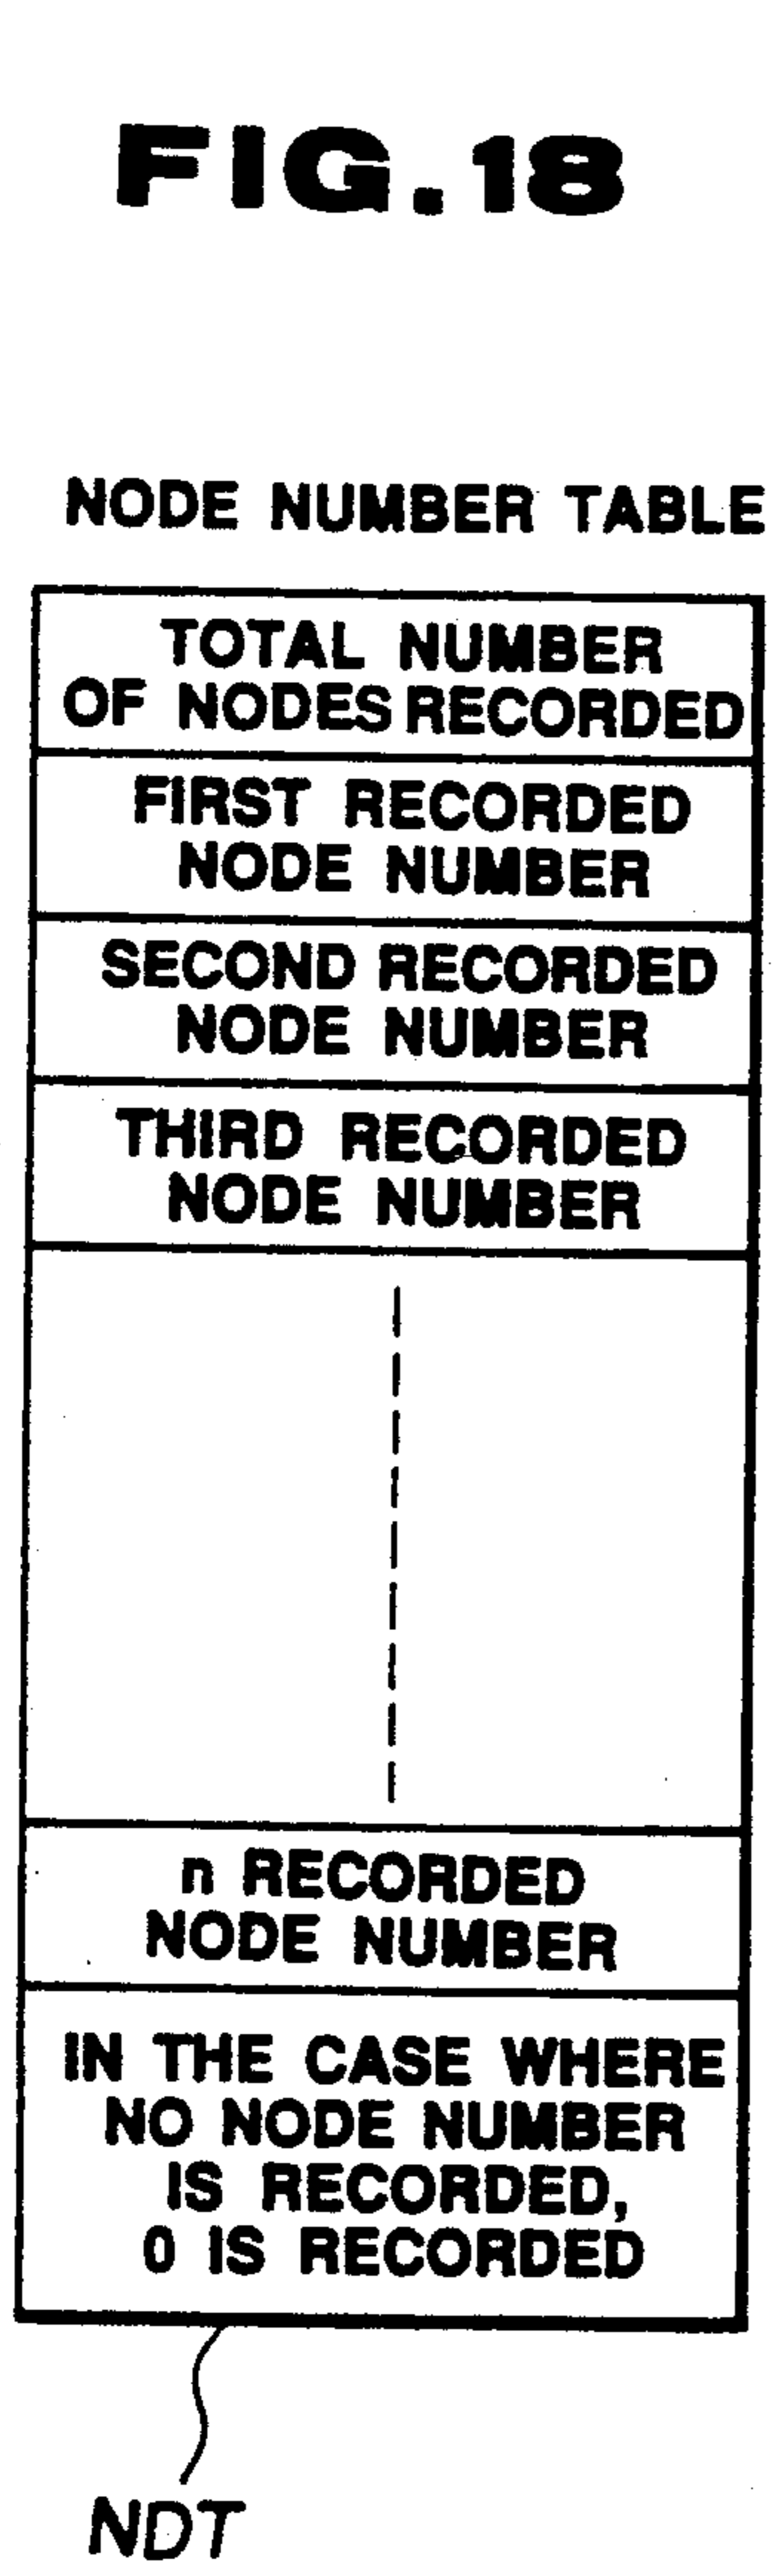 FIG.18
NODE NUMBER TABLE
TOTAL NUMBER
OF NODES RECORDED
FIRST RECORDED
NODE NUMBER
SECOND RECORDED
NODE NUMBER
THIRD RECORDED
NODE NUMBER
n RECORDED
NODE NUMBER
IN THE CASE WHERE
NO NODE NUMBER
IS RECORDED,
0 IS RECORDED
NDT